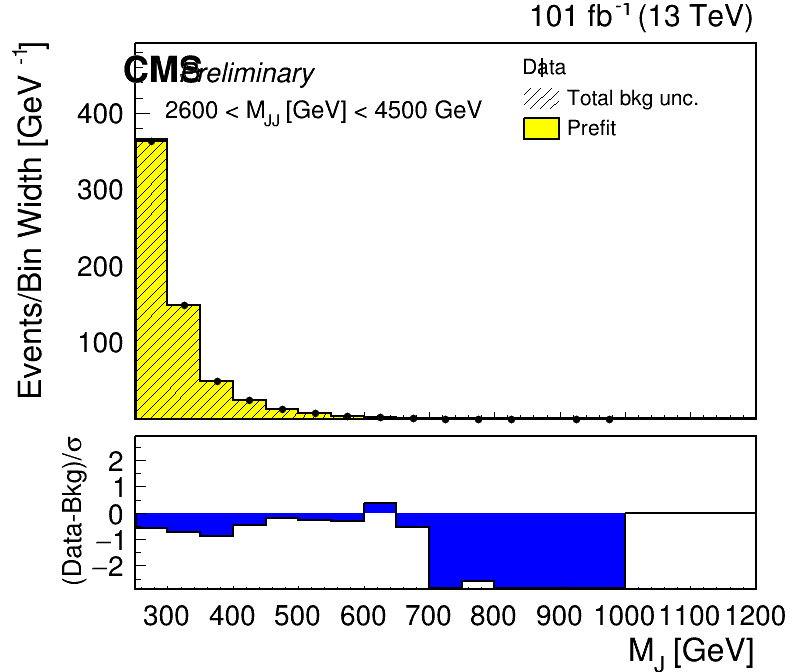 101 fb⁻¹ (13 TeV)
CMS Preliminary
2600 < M_JJ [GeV] < 4500 GeV
Data
Total bkg unc.
Prefit
Events/Bin Width [GeV⁻¹]
400
300
200
100
(Data-Bkg)/σ
2
1
0
−1
−2
300 400 500 600 700 800 900 1000 1100 1200
M_J [GeV]